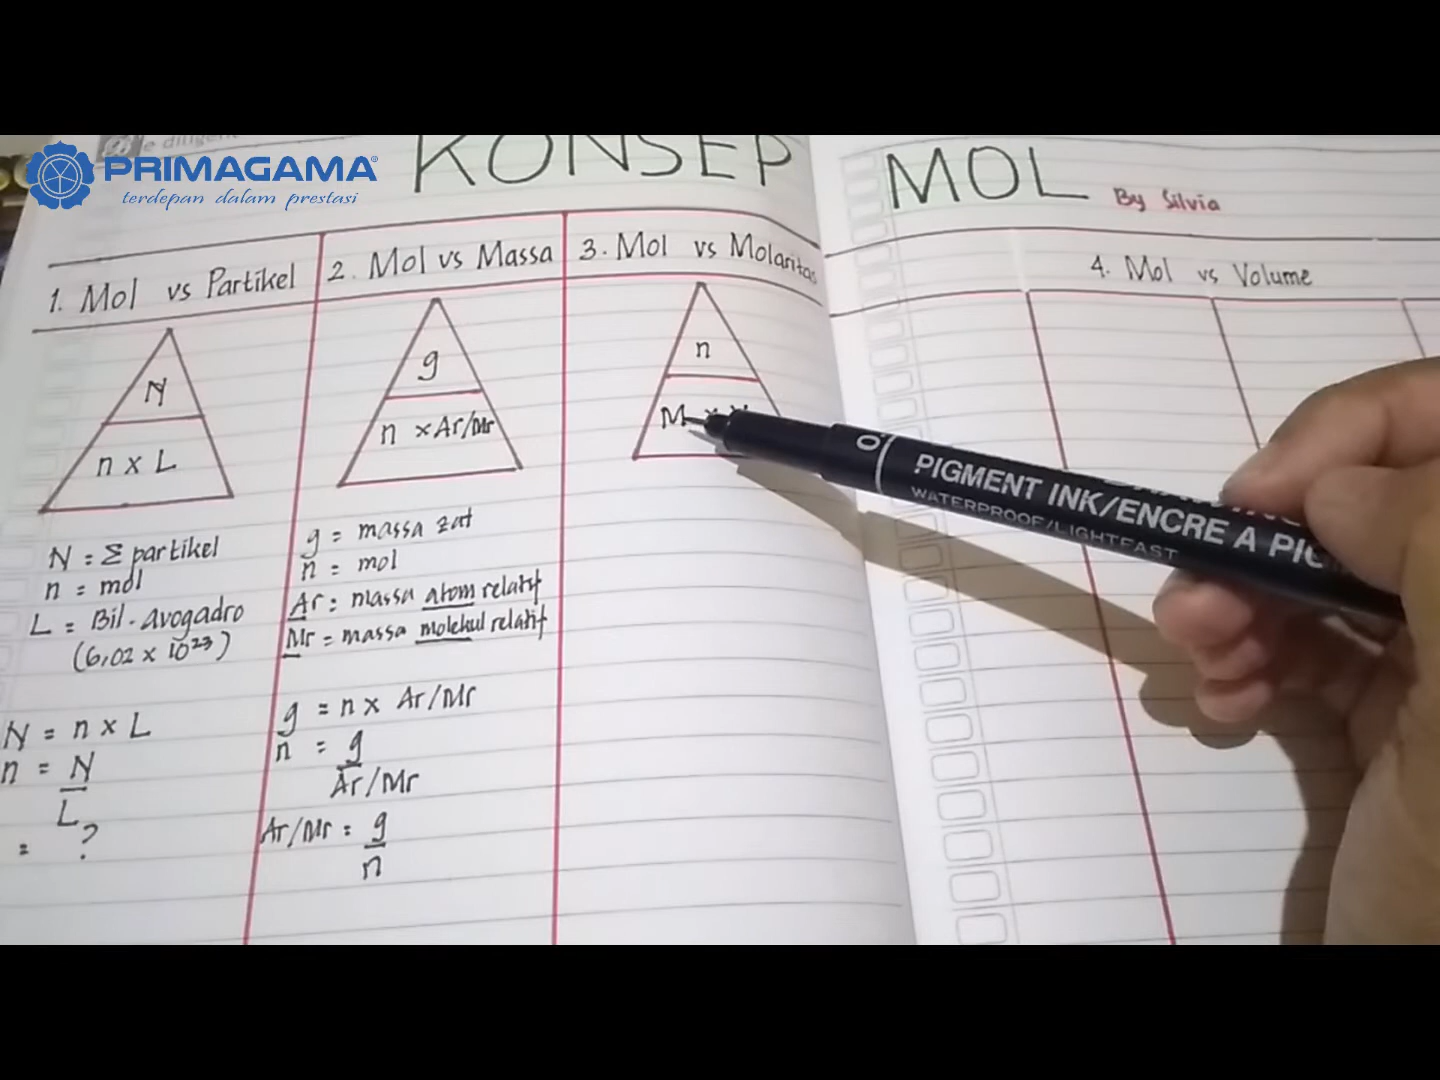 PRIMAGAMA®
terdepan dalam prestasi
KONSEP MOL
By Silvia
1. Mol vs Partikel
N
n x L
N = Σ partikel
n = mol
L = Bil. avogadro
(6,02 x 10²³)
N = n x L
n = N
L
= ?
2. Mol vs Massa
g
n x Ar/Mr
g = massa zat
n = mol
Ar = massa atom relatif
Mr = massa molekul relatif
g = n x Ar/Mr
n = g
Ar/Mr
Ar/Mr = g
n
3. Mol vs Molaritas
n
M x
4. Mol vs Volume
PIGMENT INK/ENCRE A
WATERPROOF/LIGHTFAST